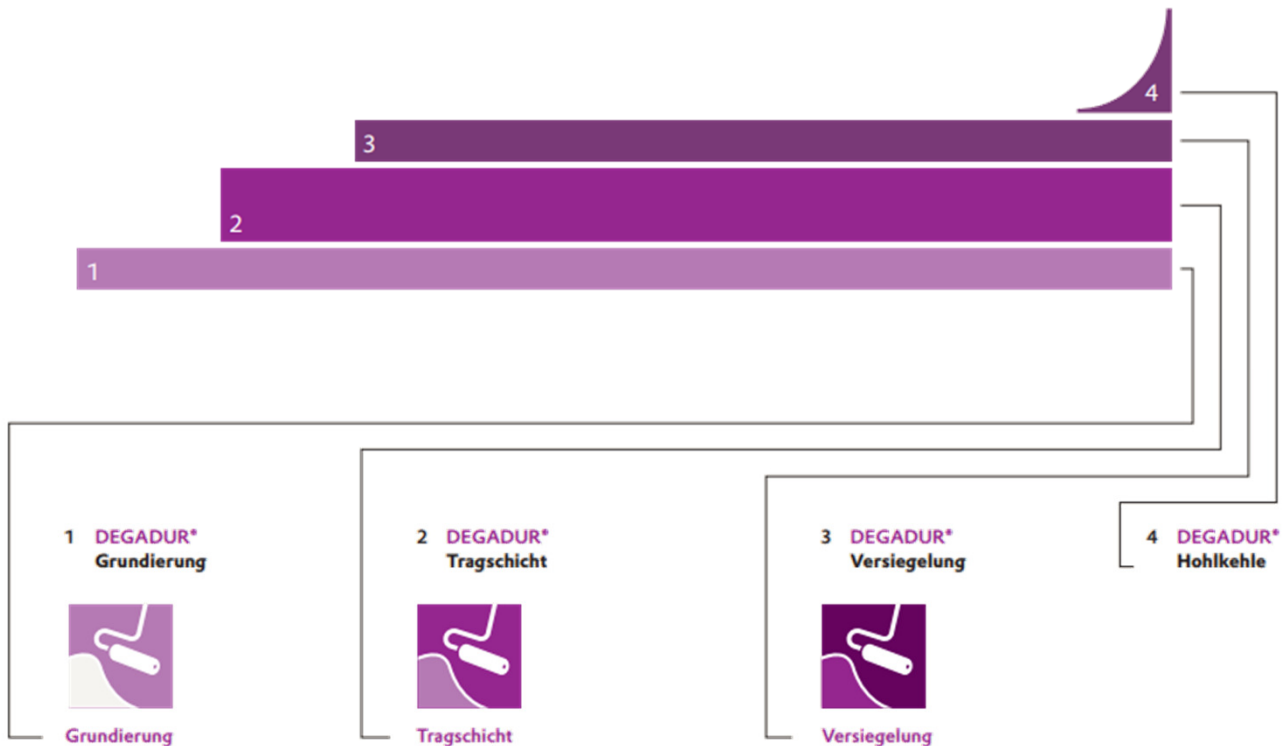 4
3
2
1
1 DEGADUR®
Grundierung
2 DEGADUR®
Tragschicht
3 DEGADUR®
Versiegelung
4 DEGADUR®
Hohlkehle
Grundierung
Tragschicht
Versiegelung